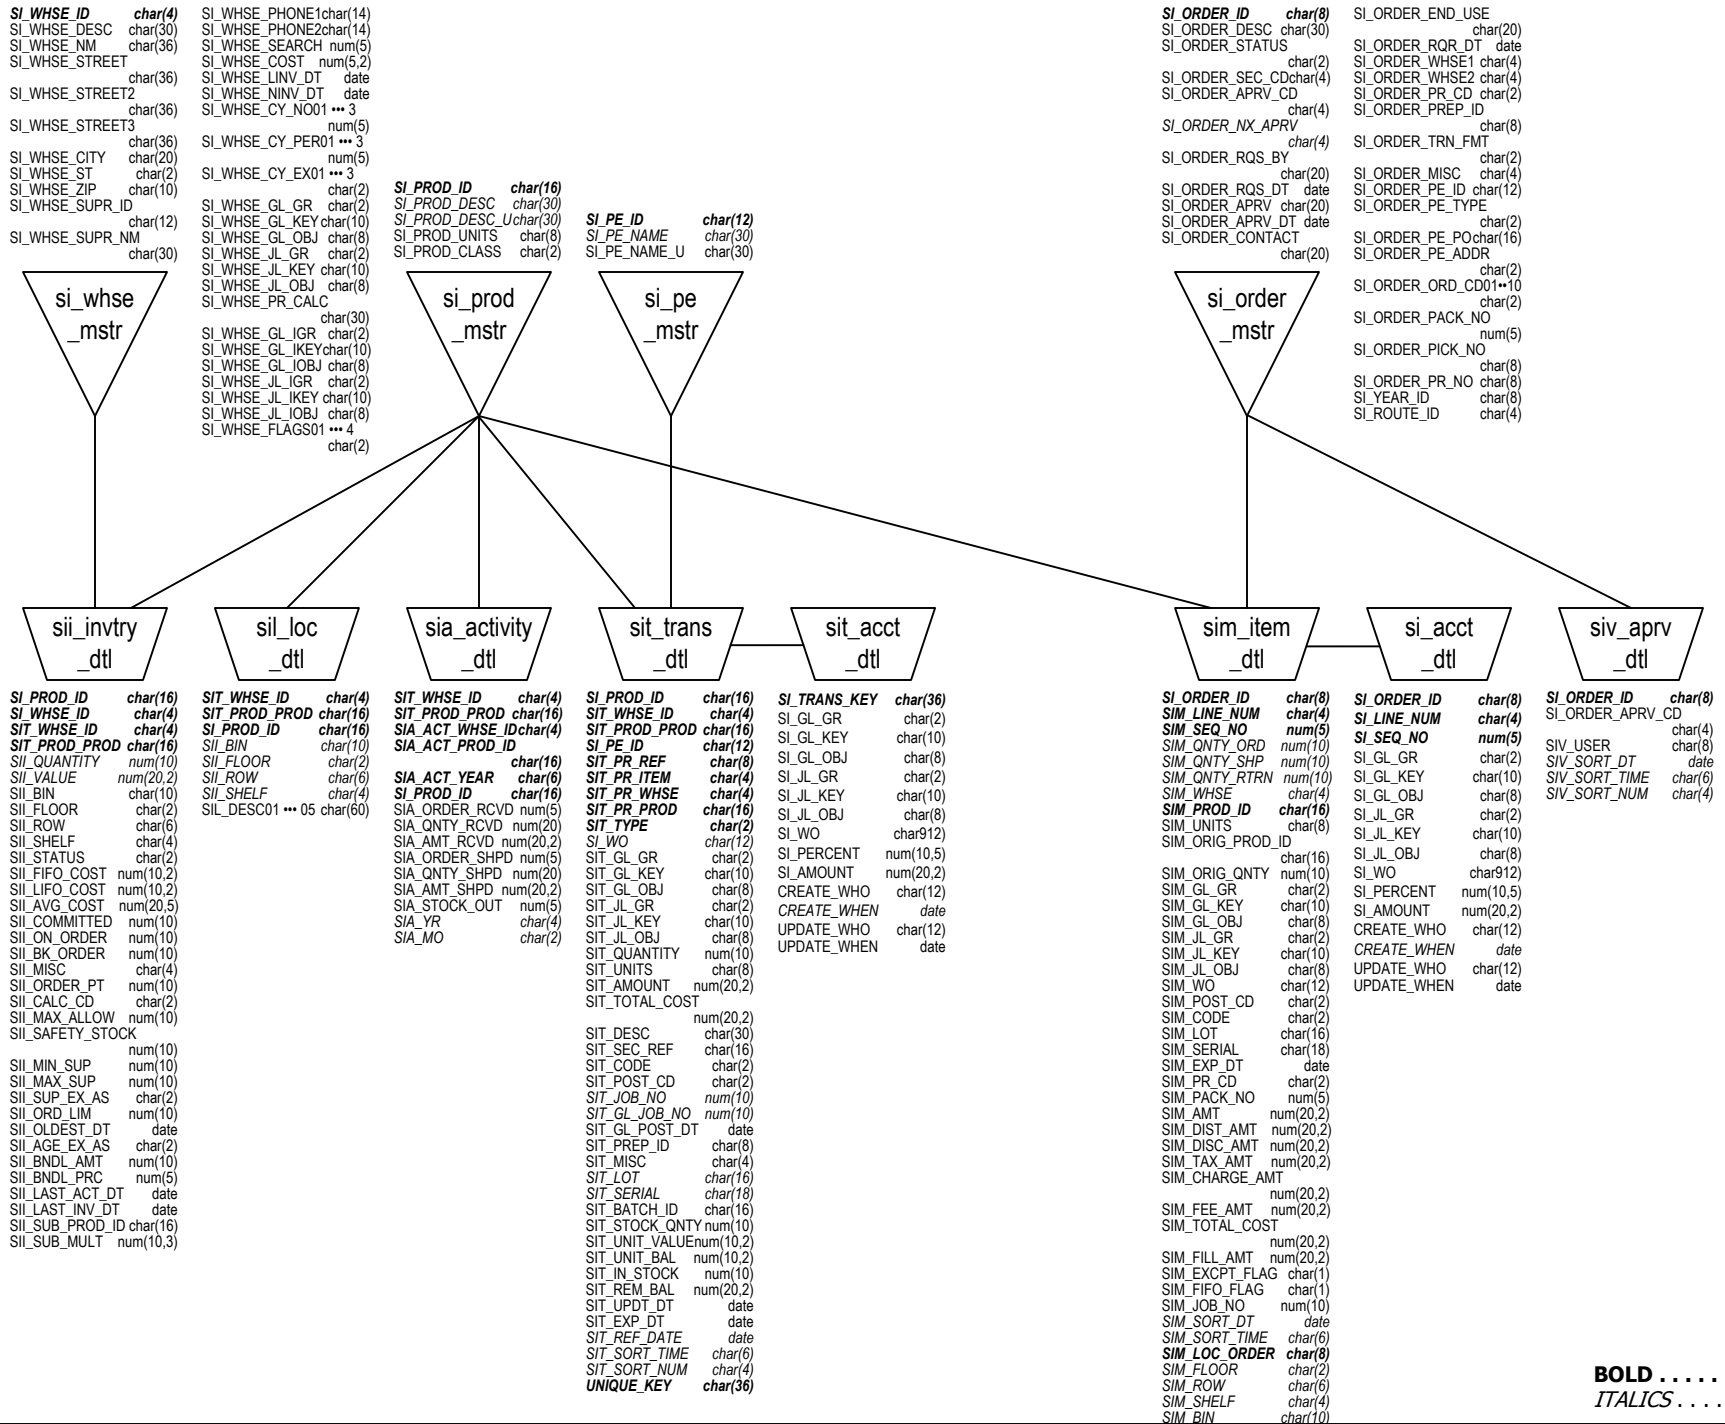 SI_WHSE_ID char(4)
SI_WHSE_DESC char(30)
SI_WHSE_NM char(36)
SI_WHSE_STREET
char(36)
SI_WHSE_STREET2
char(36)
SI_WHSE_STREET3
char(36)
SI_WHSE_CITY char(20)
SI_WHSE_ST char(2)
SI_WHSE_ZIP char(10)
SI_WHSE_SUPR_ID
char(12)
SI_WHSE_SUPR_NM
char(30)
SI_WHSE_PHONE1char(14)
SI_WHSE_PHONE2char(14)
SI_WHSE_SEARCH num(5)
SI_WHSE_COST num(5,2)
SI_WHSE_LINV_DT date
SI_WHSE_NINV_DT date
SI_WHSE_CY_NO01 ••• 3
num(5)
SI_WHSE_CY_PER01 ••• 3
num(5)
SI_WHSE_CY_EX01 ••• 3
char(2)
SI_WHSE_GL_GR char(2)
SI_WHSE_GL_KEYchar(10)
SI_WHSE_GL_OBJ char(8)
SI_WHSE_JL_GR char(2)
SI_WHSE_JL_KEY char(10)
SI_WHSE_JL_OBJ char(8)
SI_WHSE_PR_CALC
char(30)
SI_WHSE_GL_IGR char(2)
SI_WHSE_GL_IKEYchar(10)
SI_WHSE_GL_IOBJ char(8)
SI_WHSE_JL_IGR char(2)
SI_WHSE_JL_IKEY char(10)
SI_WHSE_JL_IOBJ char(8)
SI_WHSE_FLAGS01 ••• 4
char(2)
SI_PROD_ID char(16)
SI_PROD_DESC char(30)
SI_PROD_DESC_Uchar(30)
SI_PROD_UNITS char(8)
SI_PROD_CLASS char(2)
SI_PE_ID char(12)
SI_PE_NAME char(30)
SI_PE_NAME_U char(30)
SI_ORDER_ID char(8)
SI_ORDER_DESC char(30)
SI_ORDER_STATUS
char(2)
SI_ORDER_SEC_CDchar(4)
SI_ORDER_APRV_CD
char(4)
SI_ORDER_NX_APRV
char(4)
SI_ORDER_RQS_BY
char(20)
SI_ORDER_RQS_DT date
SI_ORDER_APRV char(20)
SI_ORDER_APRV_DT date
SI_ORDER_CONTACT
char(20)
SI_ORDER_END_USE
char(20)
SI_ORDER_RQR_DT date
SI_ORDER_WHSE1 char(4)
SI_ORDER_WHSE2 char(4)
SI_ORDER_PR_CD char(2)
SI_ORDER_PREP_ID
char(8)
SI_ORDER_TRN_FMT
char(2)
SI_ORDER_MISC char(4)
SI_ORDER_PE_ID char(12)
SI_ORDER_PE_TYPE
char(2)
SI_ORDER_PE_POchar(16)
SI_ORDER_PE_ADDR
char(2)
SI_ORDER_ORD_CD01••10
char(2)
SI_ORDER_PACK_NO
num(5)
SI_ORDER_PICK_NO
char(8)
SI_ORDER_PR_NO char(8)
SI_YEAR_ID char(8)
SI_ROUTE_ID char(4)
si_whse
_mstr
si_prod
_mstr
si_pe
_mstr
si_order
_mstr
sii_invtry
_dtl
sil_loc
_dtl
sia_activity
_dtl
sit_trans
_dtl
sit_acct
_dtl
sim_item
_dtl
si_acct
_dtl
siv_aprv
_dtl
SI_PROD_ID char(16)
SI_WHSE_ID char(4)
SIT_WHSE_ID char(4)
SIT_PROD_PROD char(16)
SII_QUANTITY num(10)
SII_VALUE num(20,2)
SII_BIN char(10)
SII_FLOOR char(2)
SII_ROW char(6)
SII_SHELF char(4)
SII_STATUS char(2)
SII_FIFO_COST num(10,2)
SII_LIFO_COST num(10,2)
SII_AVG_COST num(20,5)
SII_COMMITTED num(10)
SII_ON_ORDER num(10)
SII_BK_ORDER num(10)
SII_MISC char(4)
SII_ORDER_PT num(10)
SII_CALC_CD char(2)
SII_MAX_ALLOW num(10)
SII_SAFETY_STOCK
num(10)
SII_MIN_SUP num(10)
SII_MAX_SUP num(10)
SII_SUP_EX_AS char(2)
SII_ORD_LIM num(10)
SII_OLDEST_DT date
SII_AGE_EX_AS char(2)
SII_BNDL_AMT num(10)
SII_BNDL_PRC num(5)
SII_LAST_ACT_DT date
SII_LAST_INV_DT date
SII_SUB_PROD_ID char(16)
SII_SUB_MULT num(10,3)
SIT_WHSE_ID char(4)
SIT_PROD_PROD char(16)
SI_PROD_ID char(16)
SII_BIN char(10)
SII_FLOOR char(2)
SII_ROW char(6)
SII_SHELF char(4)
SIL_DESC01 ••• 05 char(60)
SIT_WHSE_ID char(4)
SIT_PROD_PROD char(16)
SIA_ACT_WHSE_IDchar(4)
SIA_ACT_PROD_ID
char(16)
SIA_ACT_YEAR char(6)
SI_PROD_ID char(16)
SIA_ORDER_RCVD num(5)
SIA_QNTY_RCVD num(20)
SIA_AMT_RCVD num(20,2)
SIA_ORDER_SHPD num(5)
SIA_QNTY_SHPD num(20)
SIA_AMT_SHPD num(20,2)
SIA_STOCK_OUT num(5)
SIA_YR char(4)
SIA_MO char(2)
SI_PROD_ID char(16)
SIT_WHSE_ID char(4)
SIT_PROD_PROD char(16)
SI_PE_ID char(12)
SIT_PR_REF char(8)
SIT_PR_ITEM char(4)
SIT_PR_WHSE char(4)
SIT_PR_PROD char(16)
SIT_TYPE char(2)
SI_WO char(12)
SIT_GL_GR char(2)
SIT_GL_KEY char(10)
SIT_GL_OBJ char(8)
SIT_JL_GR char(2)
SIT_JL_KEY char(10)
SIT_JL_OBJ char(8)
SIT_QUANTITY num(10)
SIT_UNITS char(8)
SIT_AMOUNT num(20,2)
SIT_TOTAL_COST
num(20,2)
SIT_DESC char(30)
SIT_SEC_REF char(16)
SIT_CODE char(2)
SIT_POST_CD char(2)
SIT_JOB_NO num(10)
SIT_GL_JOB_NO num(10)
SIT_GL_POST_DT date
SIT_PREP_ID char(8)
SIT_MISC char(4)
SIT_LOT char(16)
SIT_SERIAL char(18)
SIT_BATCH_ID char(16)
SIT_STOCK_QNTYnum(10)
SIT_UNIT_VALUEnum(10,2)
SIT_UNIT_BAL num(10,2)
SIT_IN_STOCK num(10)
SIT_REM_BAL num(20,2)
SIT_UPDT_DT date
SIT_EXP_DT date
SIT_REF_DATE date
SIT_SORT_TIME char(6)
SIT_SORT_NUM char(4)
UNIQUE_KEY char(36)
SI_TRANS_KEY char(36)
SI_GL_GR char(2)
SI_GL_KEY char(10)
SI_GL_OBJ char(8)
SI_JL_GR char(2)
SI_JL_KEY char(10)
SI_JL_OBJ char(8)
SI_WO char912)
SI_PERCENT num(10,5)
SI_AMOUNT num(20,2)
CREATE_WHO char(12)
CREATE_WHEN date
UPDATE_WHO char(12)
UPDATE_WHEN date
SI_ORDER_ID char(8)
SIM_LINE_NUM char(4)
SIM_SEQ_NO num(5)
SIM_QNTY_ORD num(10)
SIM_QNTY_SHP num(10)
SIM_QNTY_RTRN num(10)
SIM_WHSE char(4)
SIM_PROD_ID char(16)
SIM_UNITS char(8)
SIM_ORIG_PROD_ID
char(16)
SIM_ORIG_QNTY num(10)
SIM_GL_GR char(2)
SIM_GL_KEY char(10)
SIM_GL_OBJ char(8)
SIM_JL_GR char(2)
SIM_JL_KEY char(10)
SIM_JL_OBJ char(8)
SIM_WO char(12)
SIM_POST_CD char(2)
SIM_CODE char(2)
SIM_LOT char(16)
SIM_SERIAL char(18)
SIM_EXP_DT date
SIM_PR_CD char(2)
SIM_PACK_NO num(5)
SIM_AMT num(20,2)
SIM_DIST_AMT num(20,2)
SIM_DISC_AMT num(20,2)
SIM_TAX_AMT num(20,2)
SIM_CHARGE_AMT
num(20,2)
SIM_FEE_AMT num(20,2)
SIM_TOTAL_COST
num(20,2)
SIM_FILL_AMT num(20,2)
SIM_EXCPT_FLAG char(1)
SIM_FIFO_FLAG char(1)
SIM_JOB_NO num(10)
SIM_SORT_DT date
SIM_SORT_TIME char(6)
SIM_LOC_ORDER char(8)
SIM_FLOOR char(2)
SIM_ROW char(6)
SIM_SHELF char(4)
SIM_BIN char(10)
SI_ORDER_ID char(8)
SI_LINE_NUM char(4)
SI_SEQ_NO num(5)
SI_GL_GR char(2)
SI_GL_KEY char(10)
SI_GL_OBJ char(8)
SI_JL_GR char(2)
SI_JL_KEY char(10)
SI_JL_OBJ char(8)
SI_WO char912)
SI_PERCENT num(10,5)
SI_AMOUNT num(20,2)
CREATE_WHO char(12)
CREATE_WHEN date
UPDATE_WHO char(12)
UPDATE_WHEN date
SI_ORDER_ID char(8)
SI_ORDER_APRV_CD
char(4)
SIV_USER char(8)
SIV_SORT_DT date
SIV_SORT_TIME char(6)
SIV_SORT_NUM char(4)
BOLD . . . . .
ITALICS . . . .